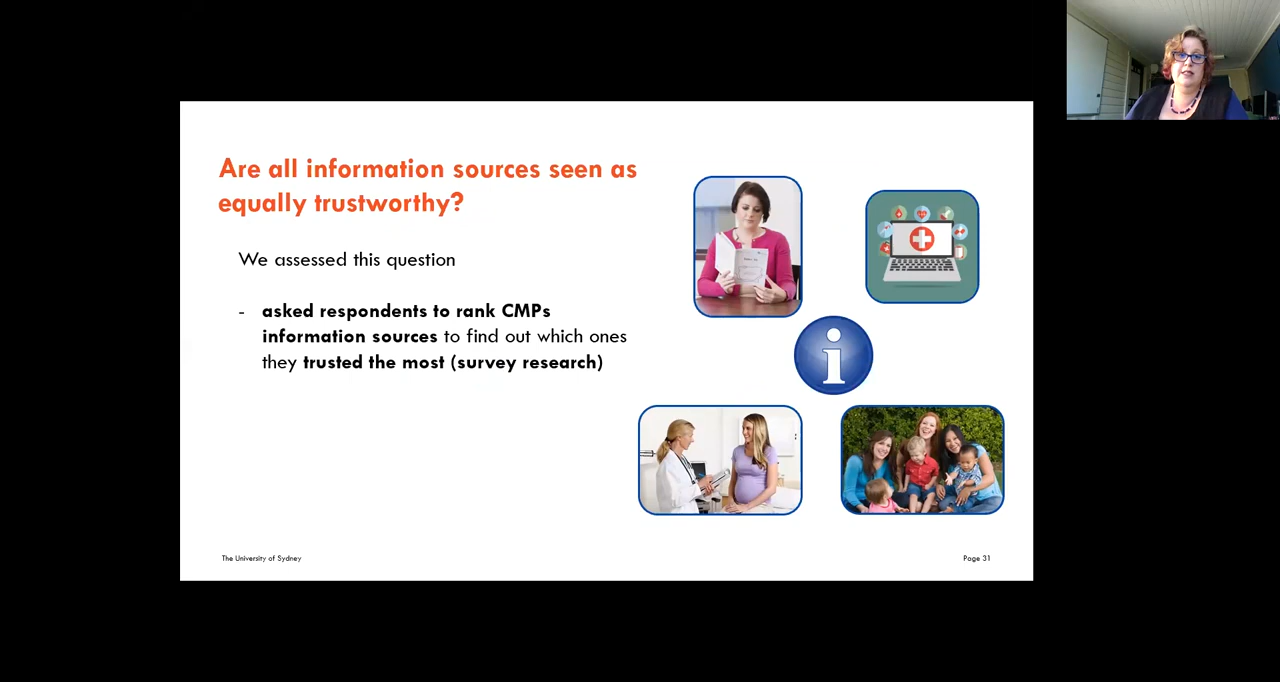 Are all information sources seen as
equally trustworthy?
We assessed this question
- asked respondents to rank CMPs
information sources to find out which ones
they trusted the most (survey research)
i
The University of Sydney
Page 31